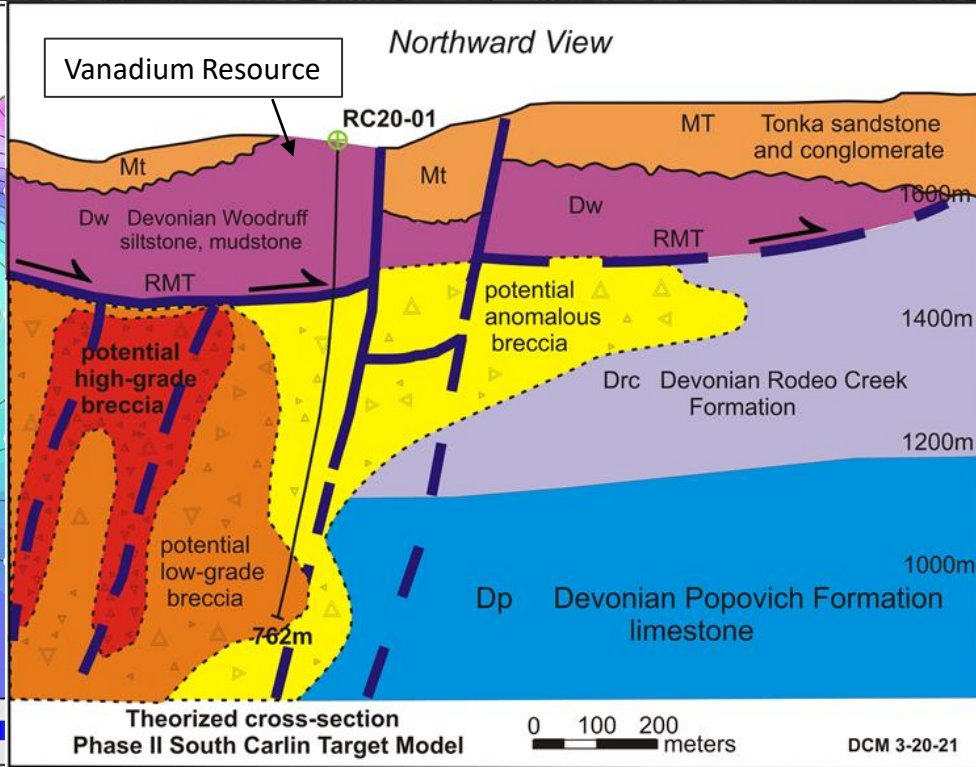 Northward View
Vanadium Resource
RC20-01
Mt
Mt
MT Tonka sandstone
and conglomerate
1600m
Dw Devonian Woodruff
siltstone, mudstone
Dw
RMT
RMT
potential
anomalous
breccia
1400m
potential
high-grade
breccia
Drc Devonian Rodeo Creek
Formation
1200m
potential
low-grade
breccia
1000m
Dp Devonian Popovich Formation
limestone
762m
Theorized cross-section
Phase II South Carlin Target Model
0 100 200
meters
DCM 3-20-21